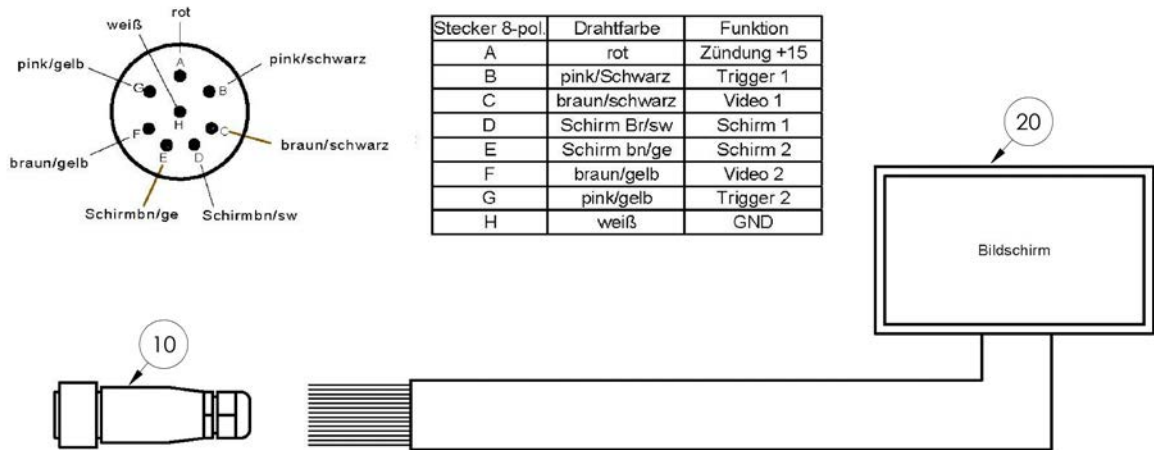 rot
weiß
pink/schwarz
pink/gelb
A
G
B
H
F
C
braun/schwarz
braun/gelb
E
D
Schirmbn/ge
Schirmbn/sw
Stecker 8-pol. Drahtfarbe Funktion
A rot Zündung +15
B pink/Schwarz Trigger 1
C braun/schwarz Video 1
D Schirm Br/sw Schirm 1
E Schirm bn/ge Schirm 2
F braun/gelb Video 2
G pink/gelb Trigger 2
H weiß GND
20
Bildschirm
10